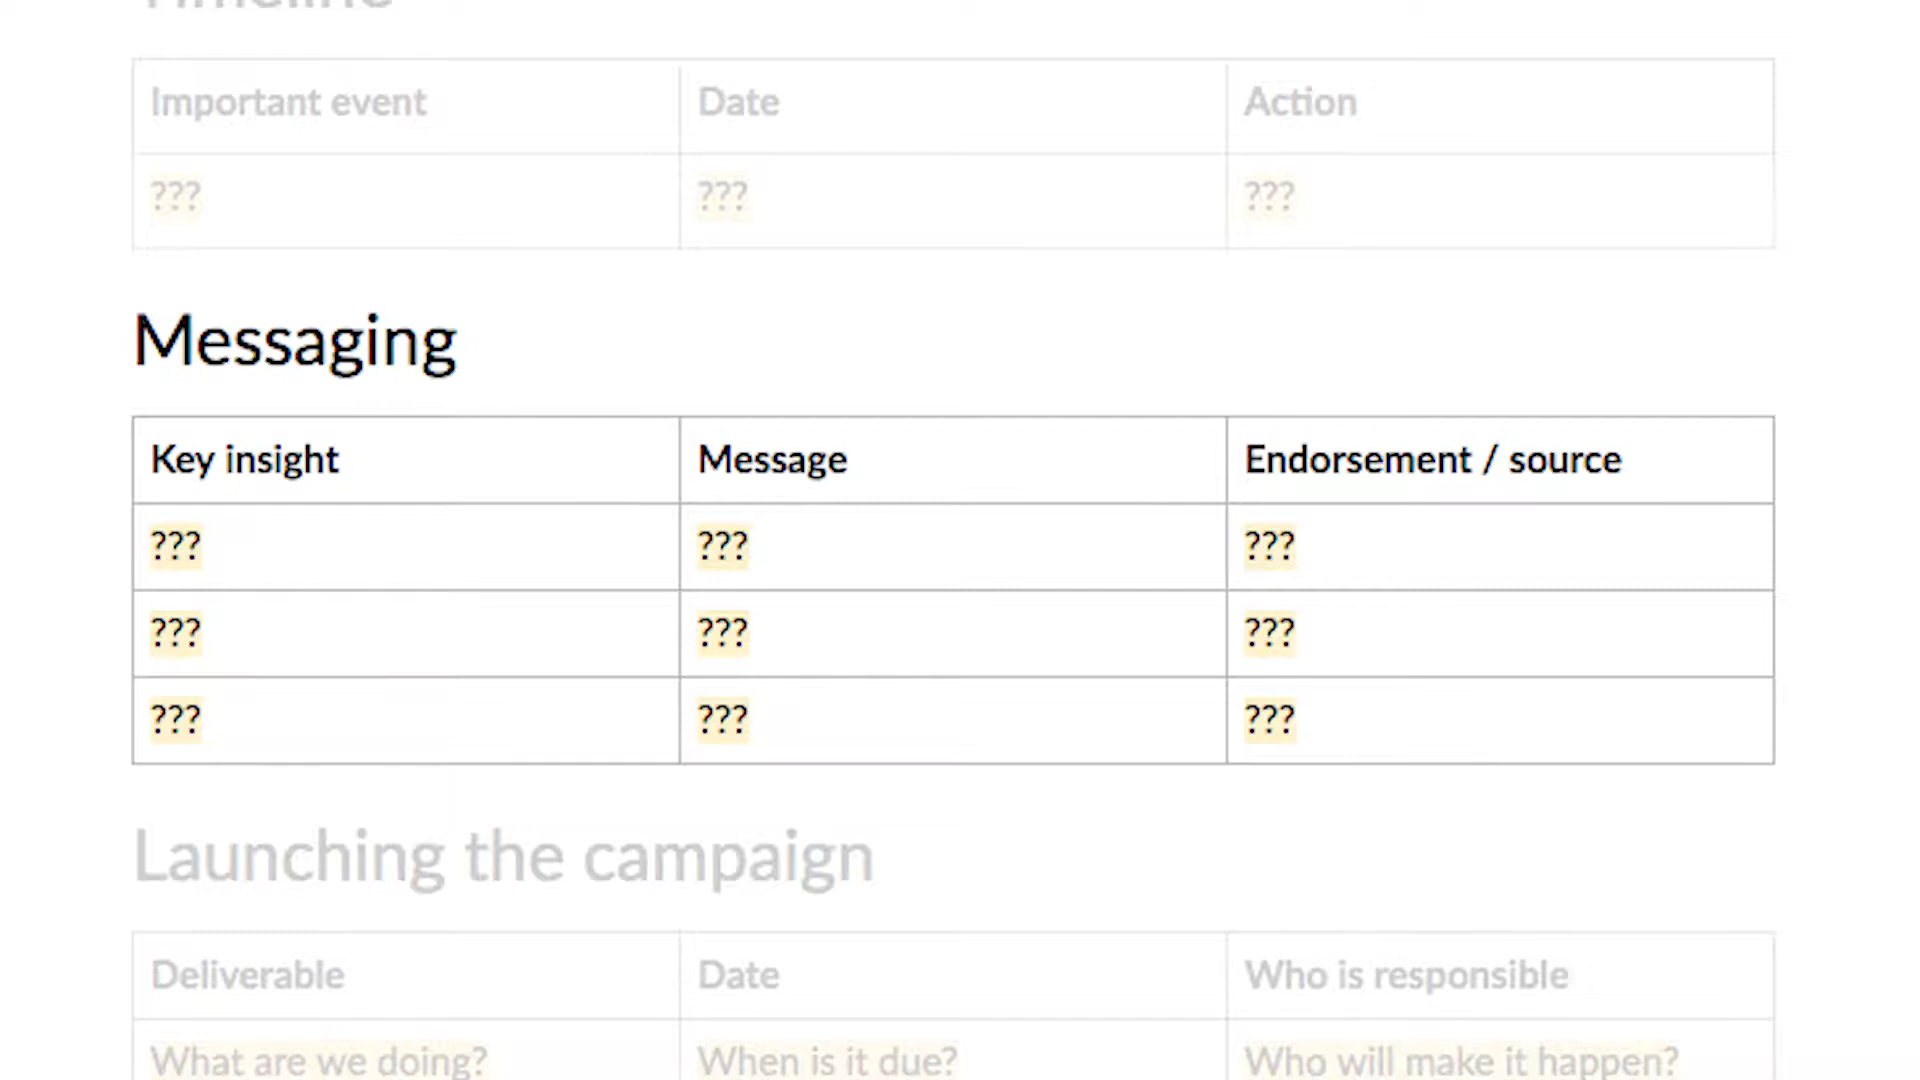 Timeline
Important event Date Action
??? ??? ???
Messaging
Key insight Message Endorsement / source
??? ??? ???
??? ??? ???
??? ??? ???
Launching the campaign
Deliverable Date Who is responsible
What are we doing? When is it due? Who will make it happen?